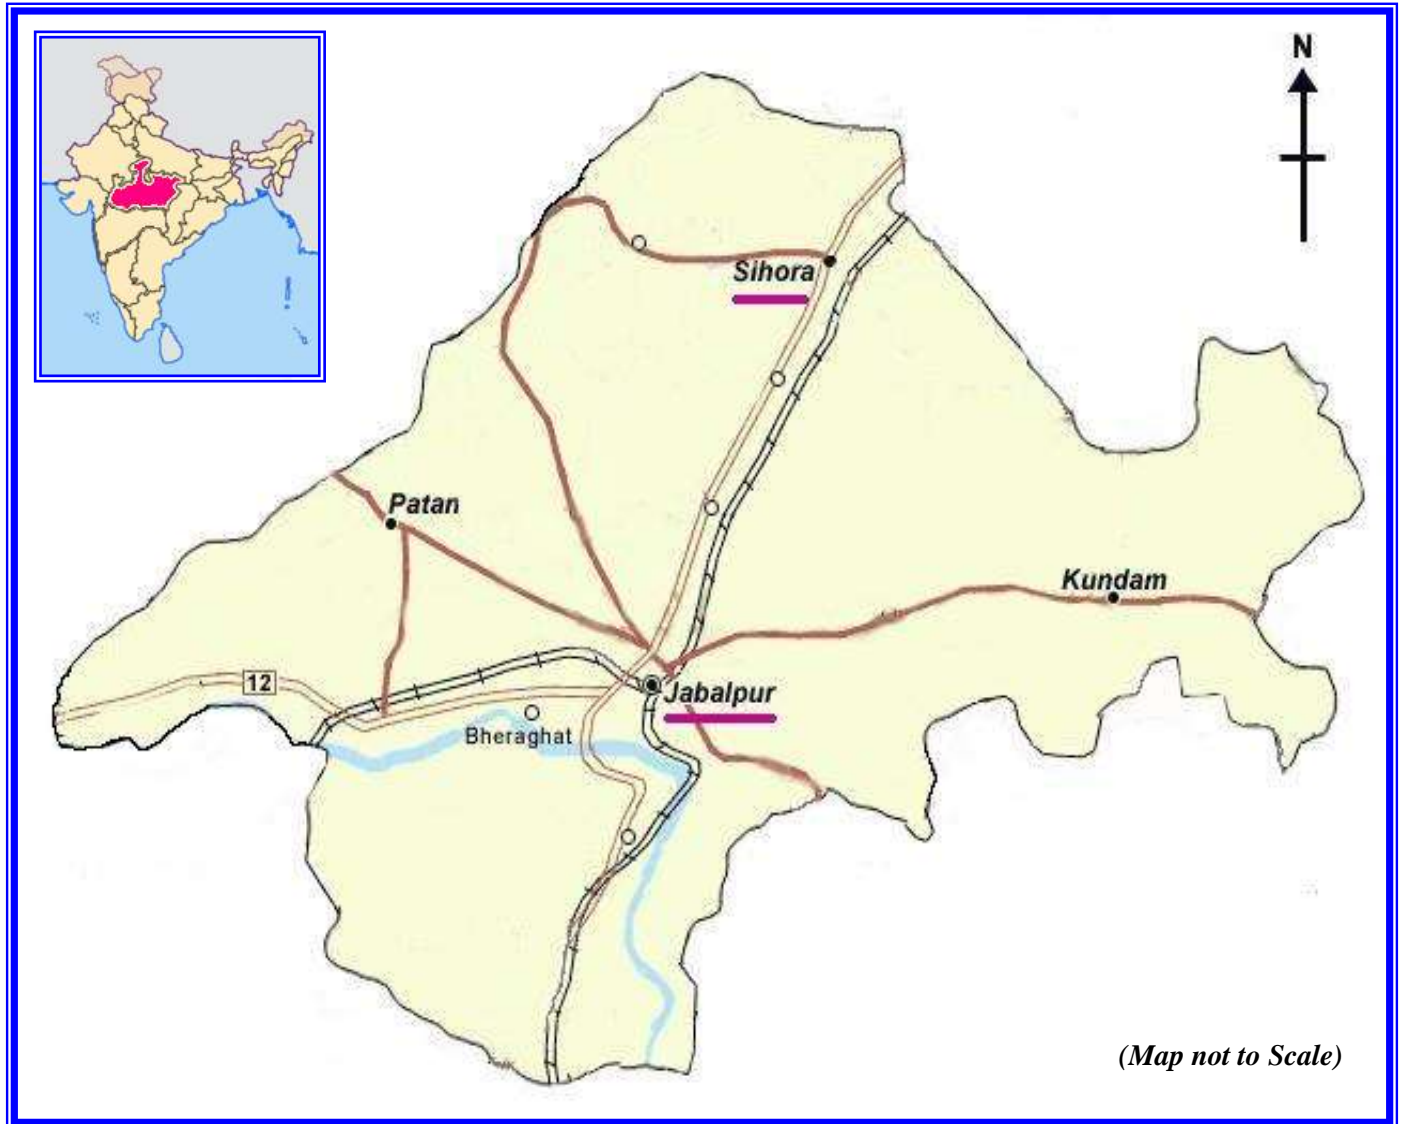 N
Sihora
Patan
Kundam
12
Jabalpur
Bheraghat
(Map not to Scale)